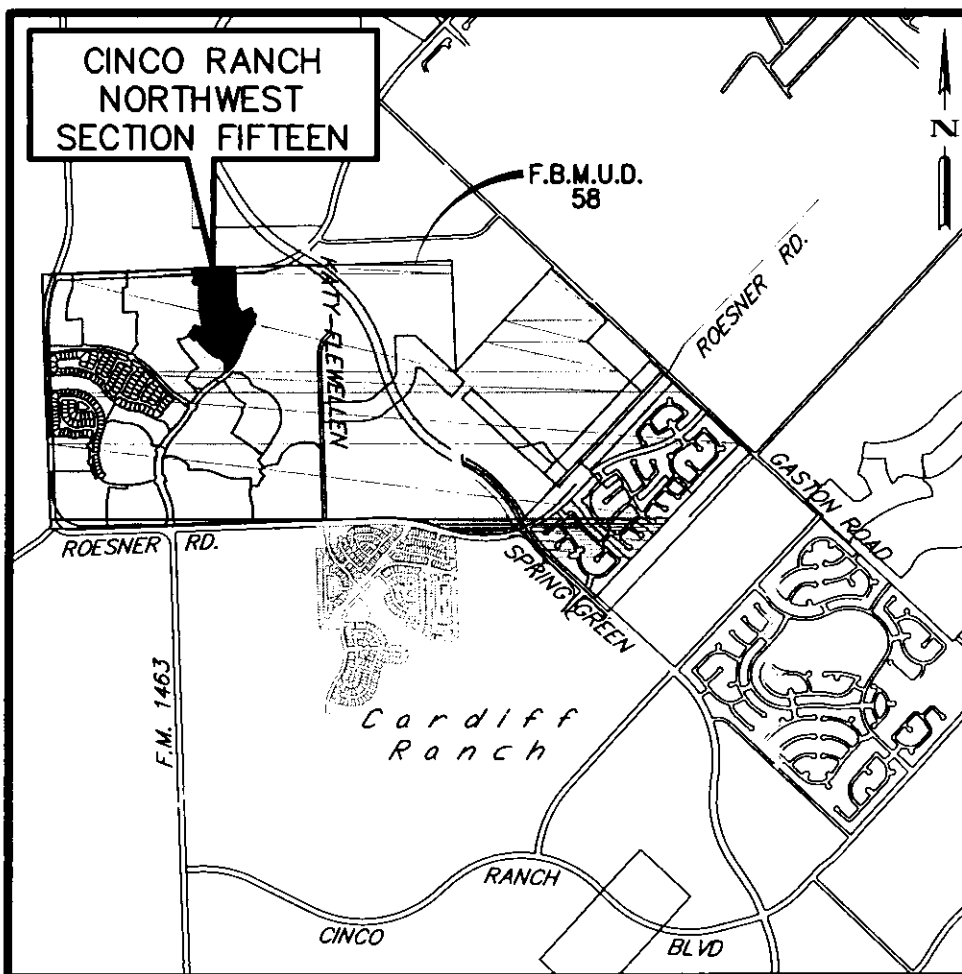 CINCO RANCH
NORTHWEST
SECTION FIFTEEN
N
F.B.M.U.D.
58
ROESNER RD.
KATY-FLEWELLEN
GASTON ROAD
ROESNER RD.
SPRING GREEN
F.M. 1463
Cardiff
Ranch
CINCO RANCH BLVD